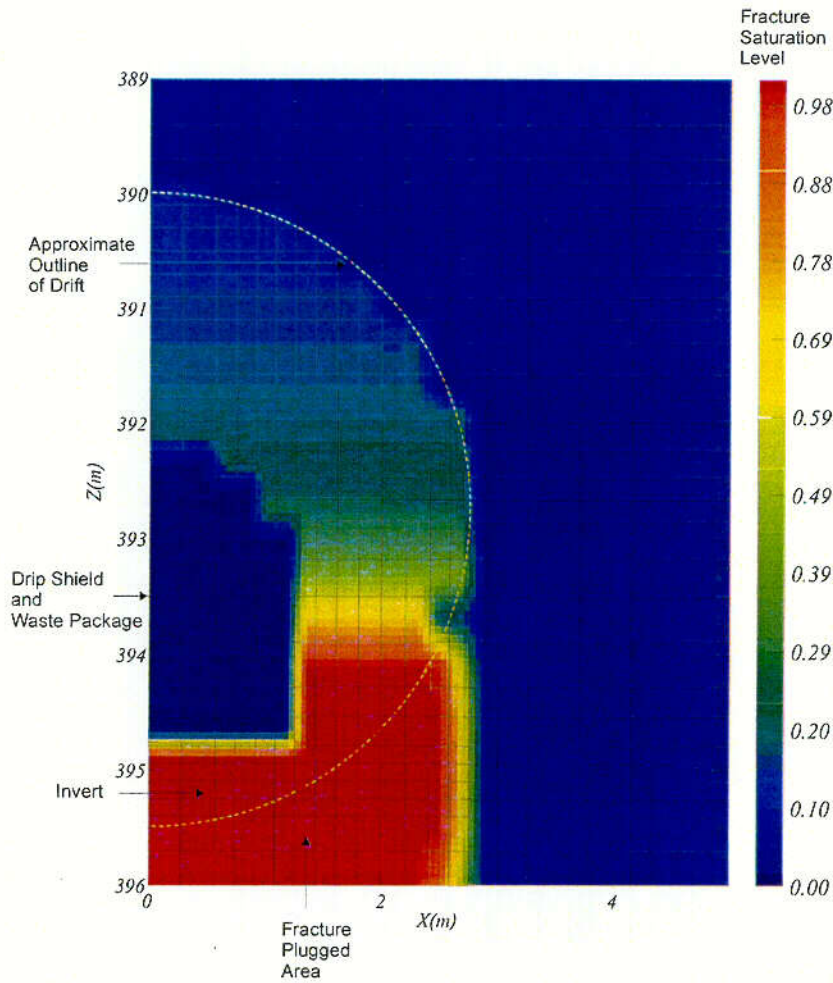 Fracture
Saturation
Level
389
390
391
392
393
394
395
396
Z(m)
0
2
4
X(m)
0.98
0.88
0.78
0.69
0.59
0.49
0.39
0.29
0.20
0.10
0.00
Approximate
Outline
of Drift
Drip Shield
and
Waste Package
Invert
Fracture
Plugged
Area